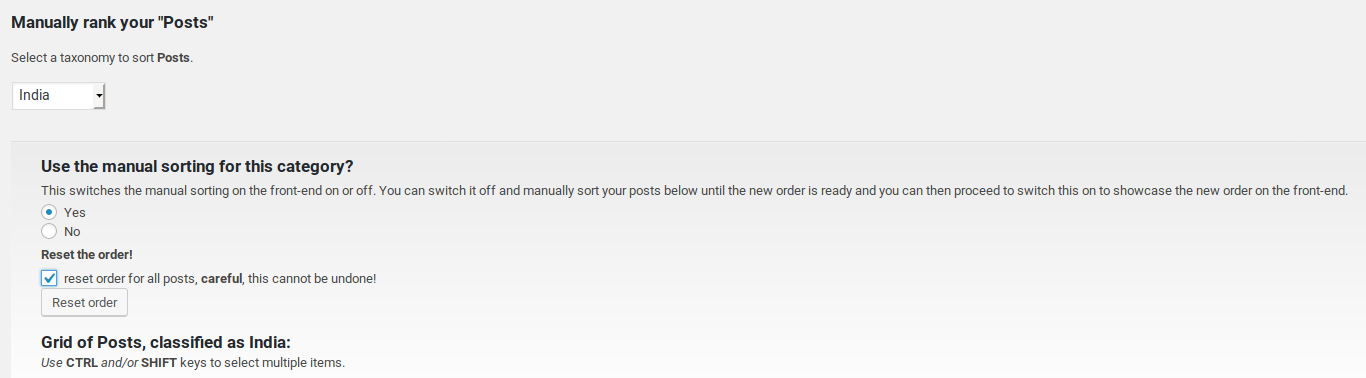 Manually rank your "Posts"
Select a taxonomy to sort Posts.
India
Use the manual sorting for this category?
This switches the manual sorting on the front-end on or off. You can switch it off and manually sort your posts below until the new order is ready and you can then proceed to switch this on to showcase the new order on the front-end.
Yes
No
Reset the order!
reset order for all posts, careful, this cannot be undone!
Reset order
Grid of Posts, classified as India:
Use CTRL and/or SHIFT keys to select multiple items.